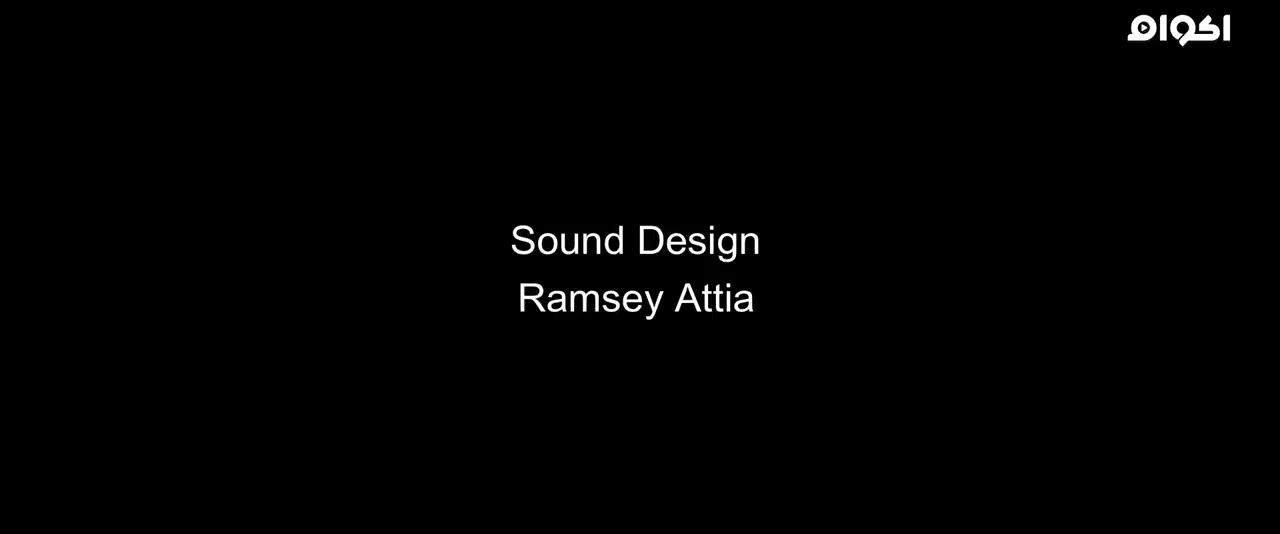 اكوام
Sound Design
Ramsey Attia